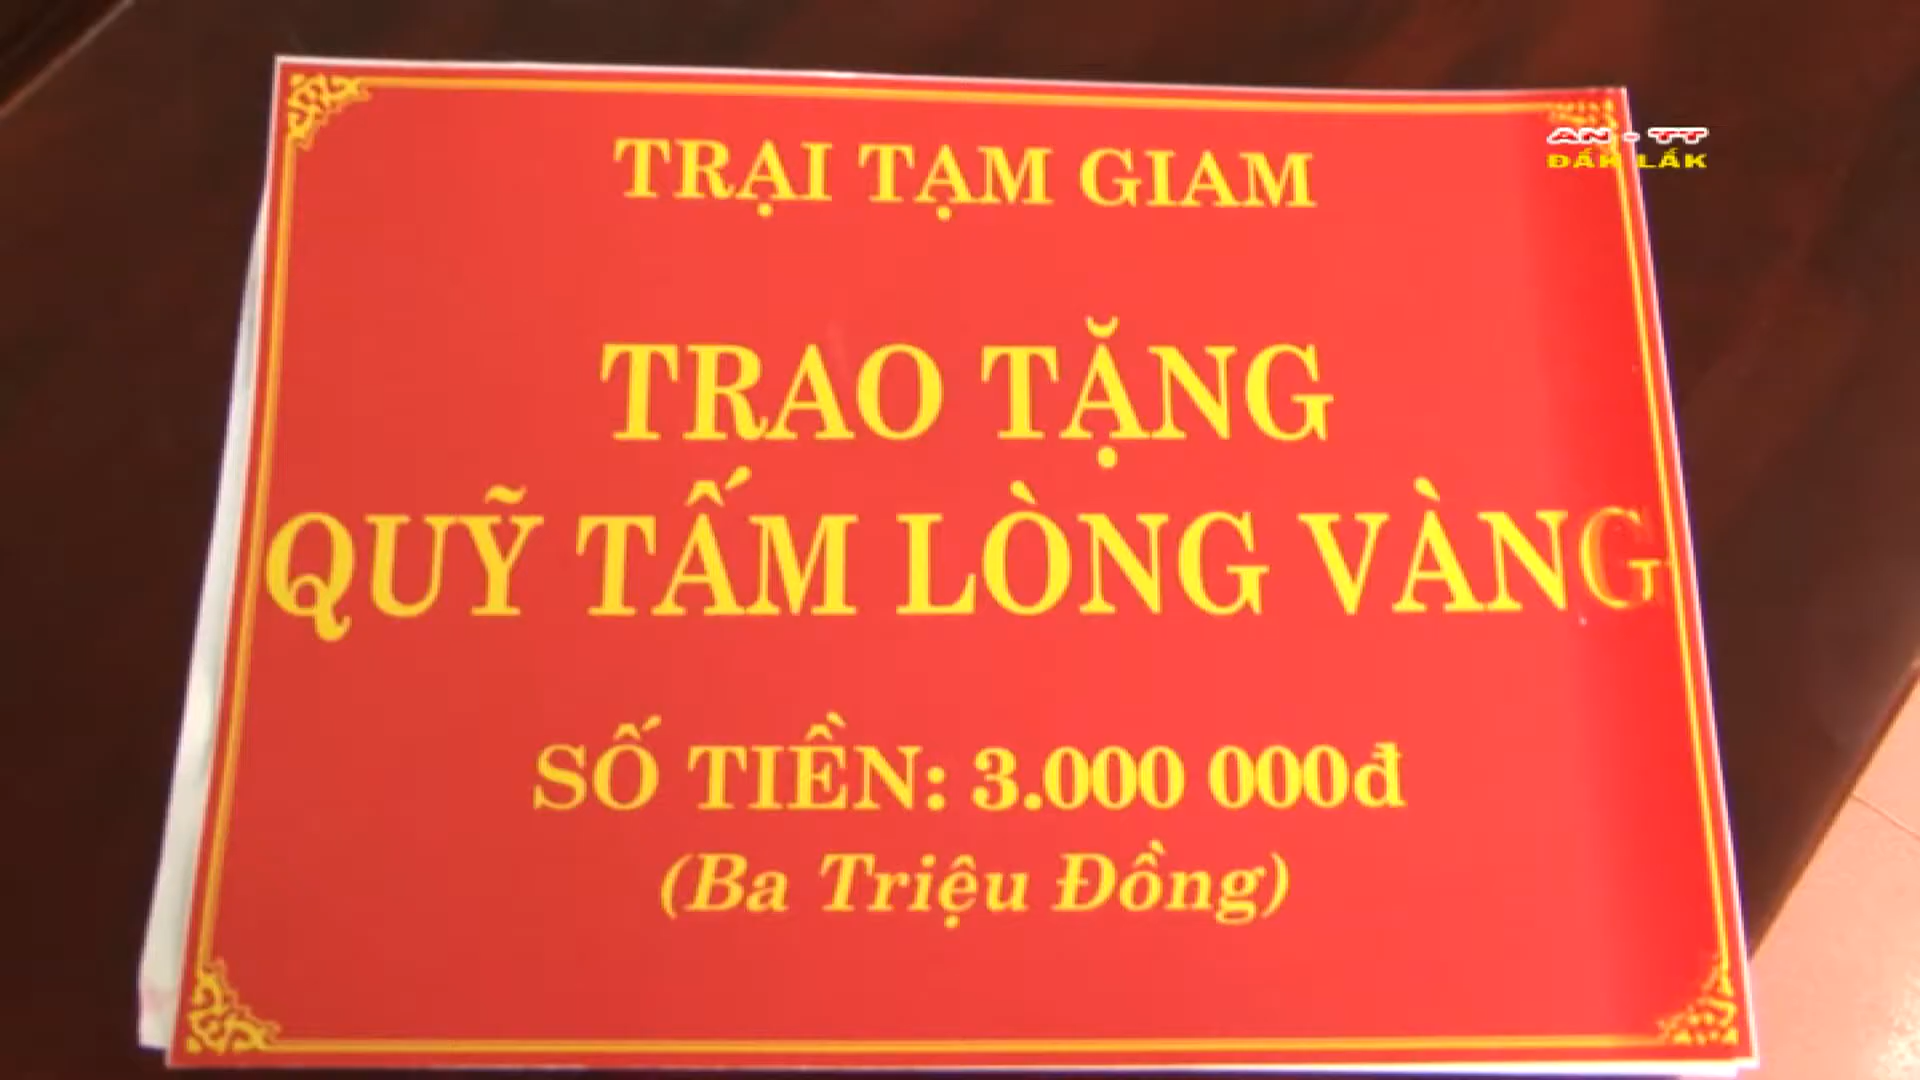 TRẠI TẠM GIAM
AN - TT
ĐẮK LẮK
TRAO TẶNG
QUỸ TẤM LÒNG VÀNG
SỐ TIỀN: 3.000 000đ
(Ba Triệu Đồng)